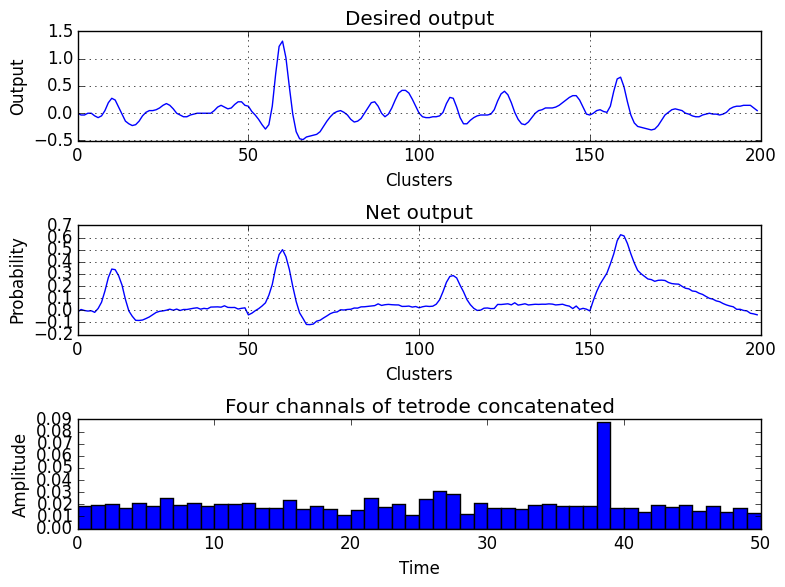 Desired output
1.5
1.0
0.5
0.0
−0.5
Output
0 50 100 150 200
Clusters
Net output
0.7
0.6
0.5
0.4
0.3
0.2
0.1
0.0
−0.1
−0.2
Probability
0 50 100 150 200
Clusters
Four channels of tetrode concatenated
0.09
0.08
0.07
0.06
0.05
0.04
0.03
0.02
0.01
0.00
Amplitude
0 10 20 30 40 50
Time